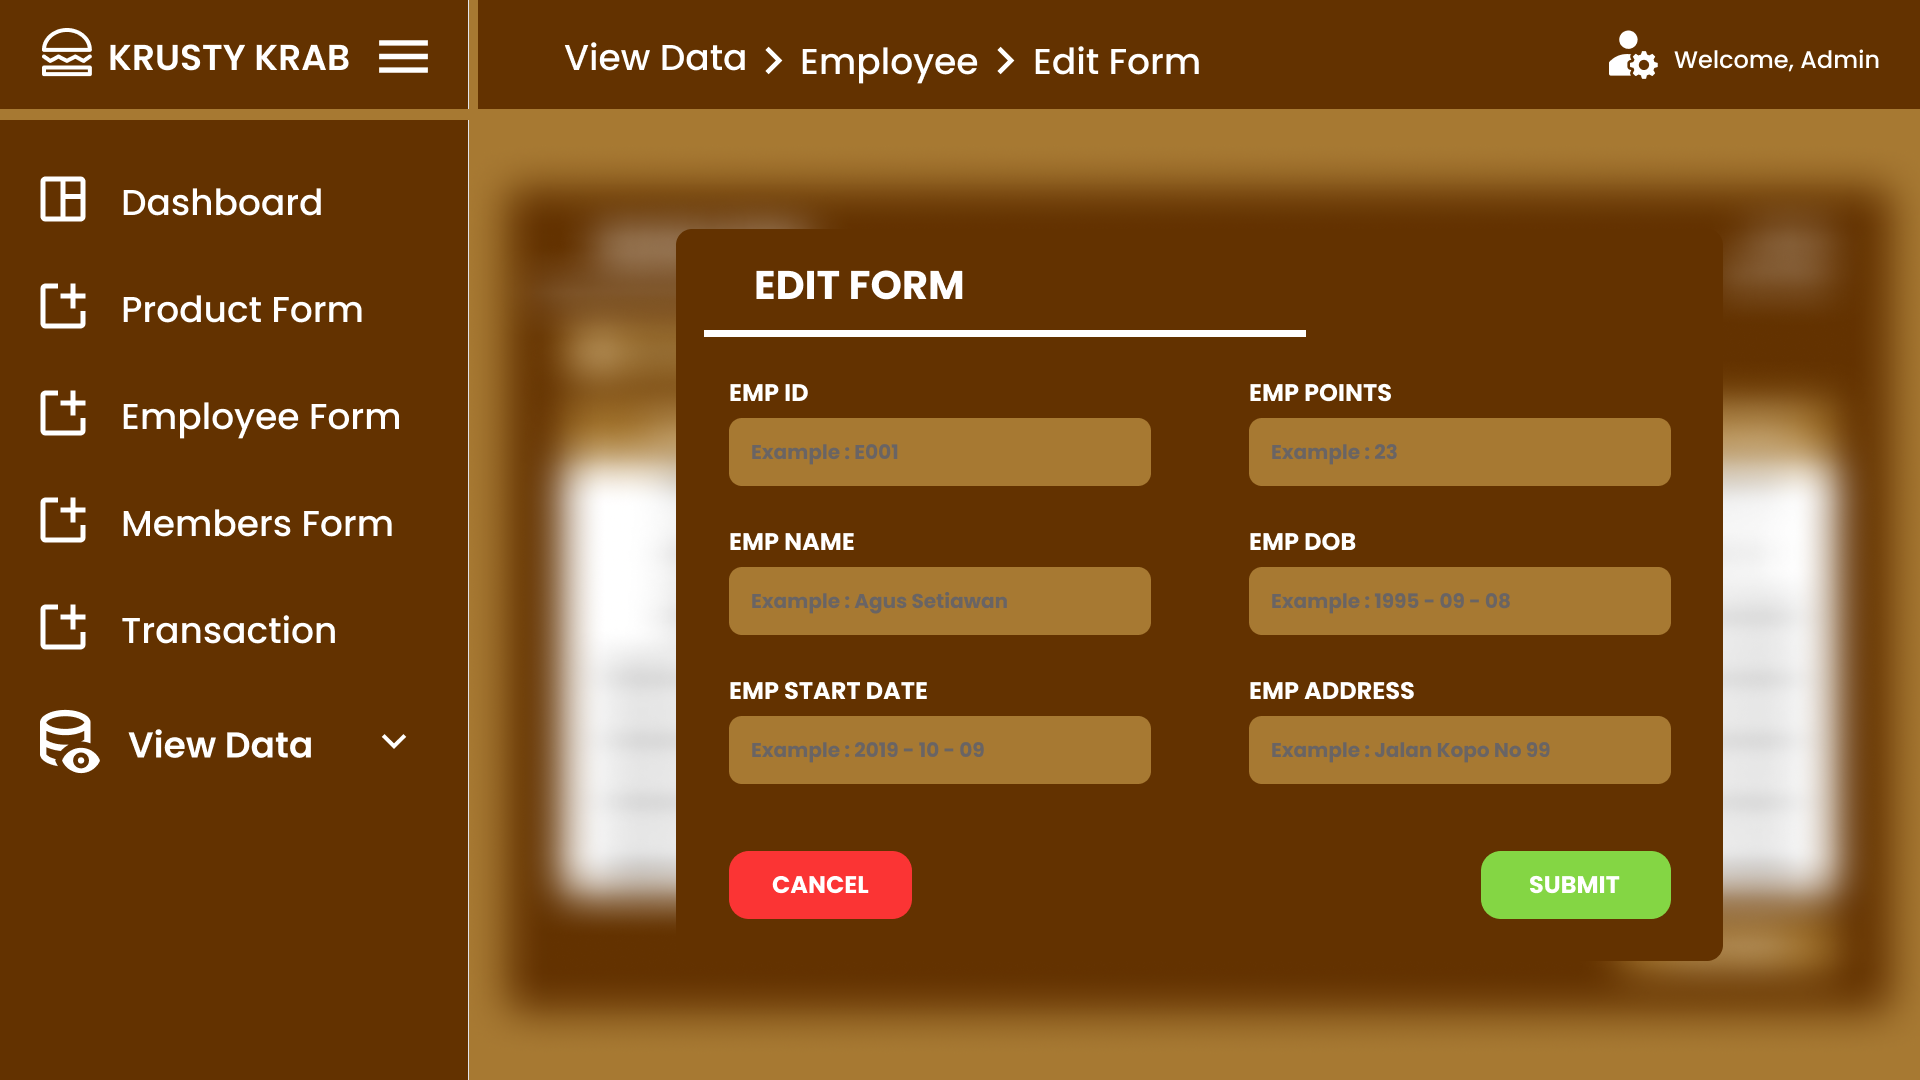 KRUSTY KRAB
View Data > Employee > Edit Form
Welcome, Admin
Dashboard
Product Form
Employee Form
Members Form
Transaction
View Data
EDIT FORM
EMP ID
Example : E001
EMP POINTS
Example : 23
EMP NAME
Example : Agus Setiawan
EMP DOB
Example : 1995 - 09 - 08
EMP START DATE
Example : 2019 - 10 - 09
EMP ADDRESS
Example : Jalan Kopo No 99
CANCEL
SUBMIT